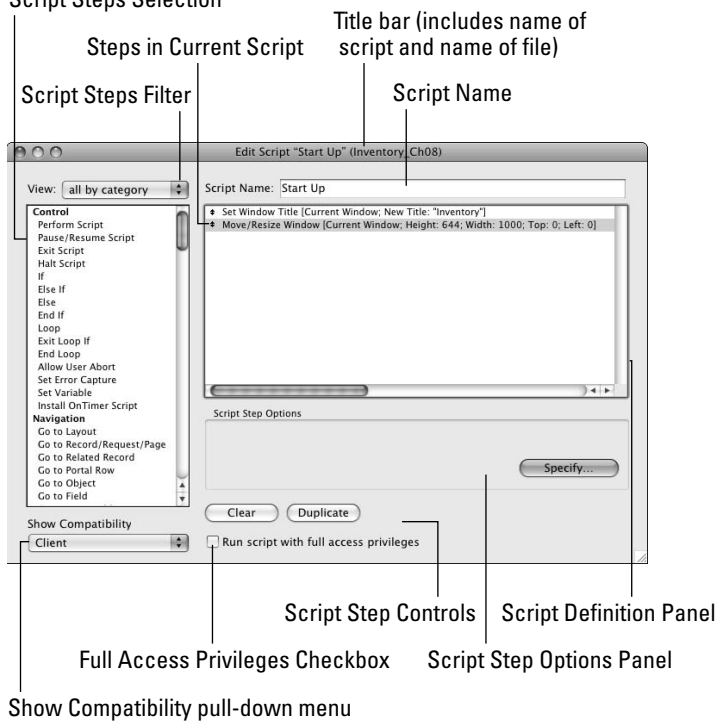 Script Steps Selection
Title bar (includes name of
script and name of file)
Steps in Current Script
Script Steps Filter
Script Name
Edit Script “Start Up” (Inventory_Ch08)
View: all by category
Script Name: Start Up
Control
Perform Script
Pause/Resume Script
Exit Script
Halt Script
If
Else If
Else
End If
Loop
Exit Loop If
End Loop
Allow User Abort
Set Error Capture
Set Variable
Install OnTimer Script
Navigation
Go to Layout
Go to Record/Request/Page
Go to Related Record
Go to Portal Row
Go to Object
Go to Field
Set Window Title [Current Window; New Title: "Inventory"]
Move/Resize Window [Current Window; Height: 644; Width: 1000; Top: 0; Left: 0]
Script Step Options
Specify...
Clear
Duplicate
Show Compatibility
Client
Run script with full access privileges
Script Step Controls
Script Definition Panel
Full Access Privileges Checkbox
Script Step Options Panel
Show Compatibility pull-down menu